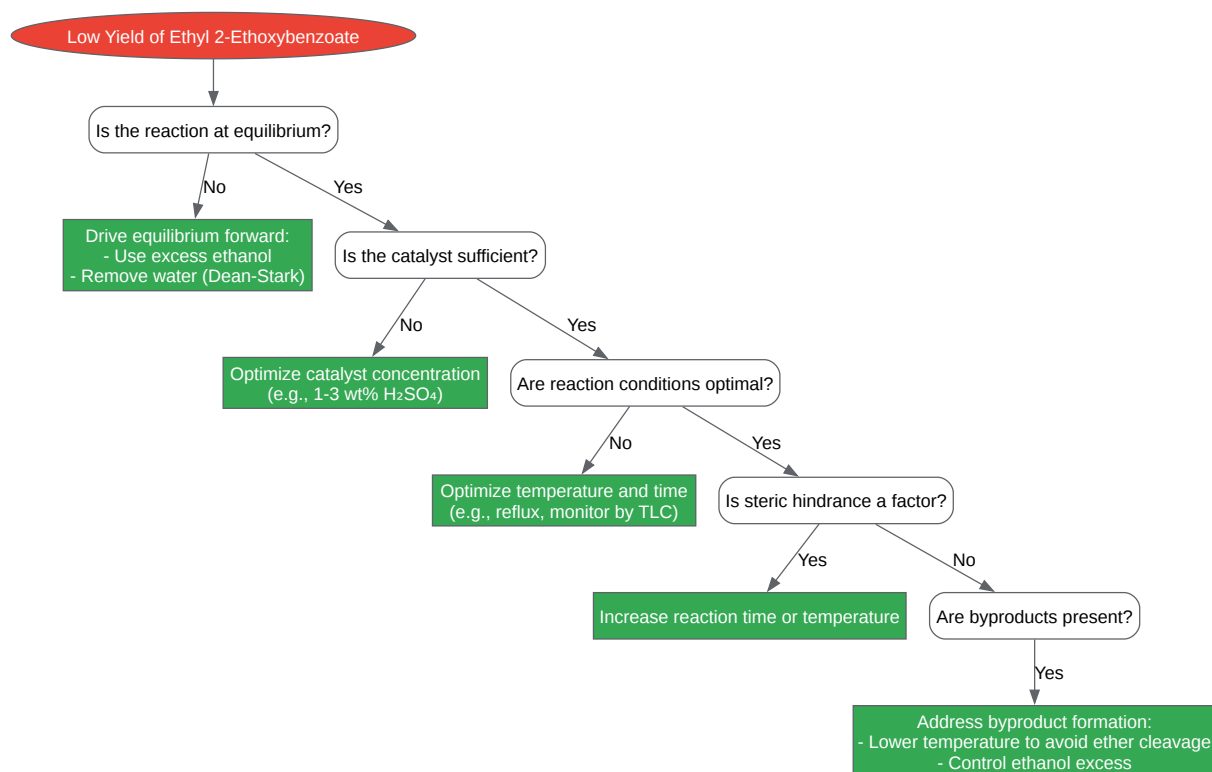 Low Yield of Ethyl 2-Ethoxybenzoate
Is the reaction at equilibrium?
No
Yes
Drive equilibrium forward:
- Use excess ethanol
- Remove water (Dean-Stark)
Is the catalyst sufficient?
No
Yes
Optimize catalyst concentration
(e.g., 1-3 wt% H₂SO₄)
Are reaction conditions optimal?
No
Yes
Optimize temperature and time
(e.g., reflux, monitor by TLC)
Is steric hindrance a factor?
Yes
No
Increase reaction time or temperature
Are byproducts present?
Yes
Address byproduct formation:
- Lower temperature to avoid ether cleavage
- Control ethanol excess